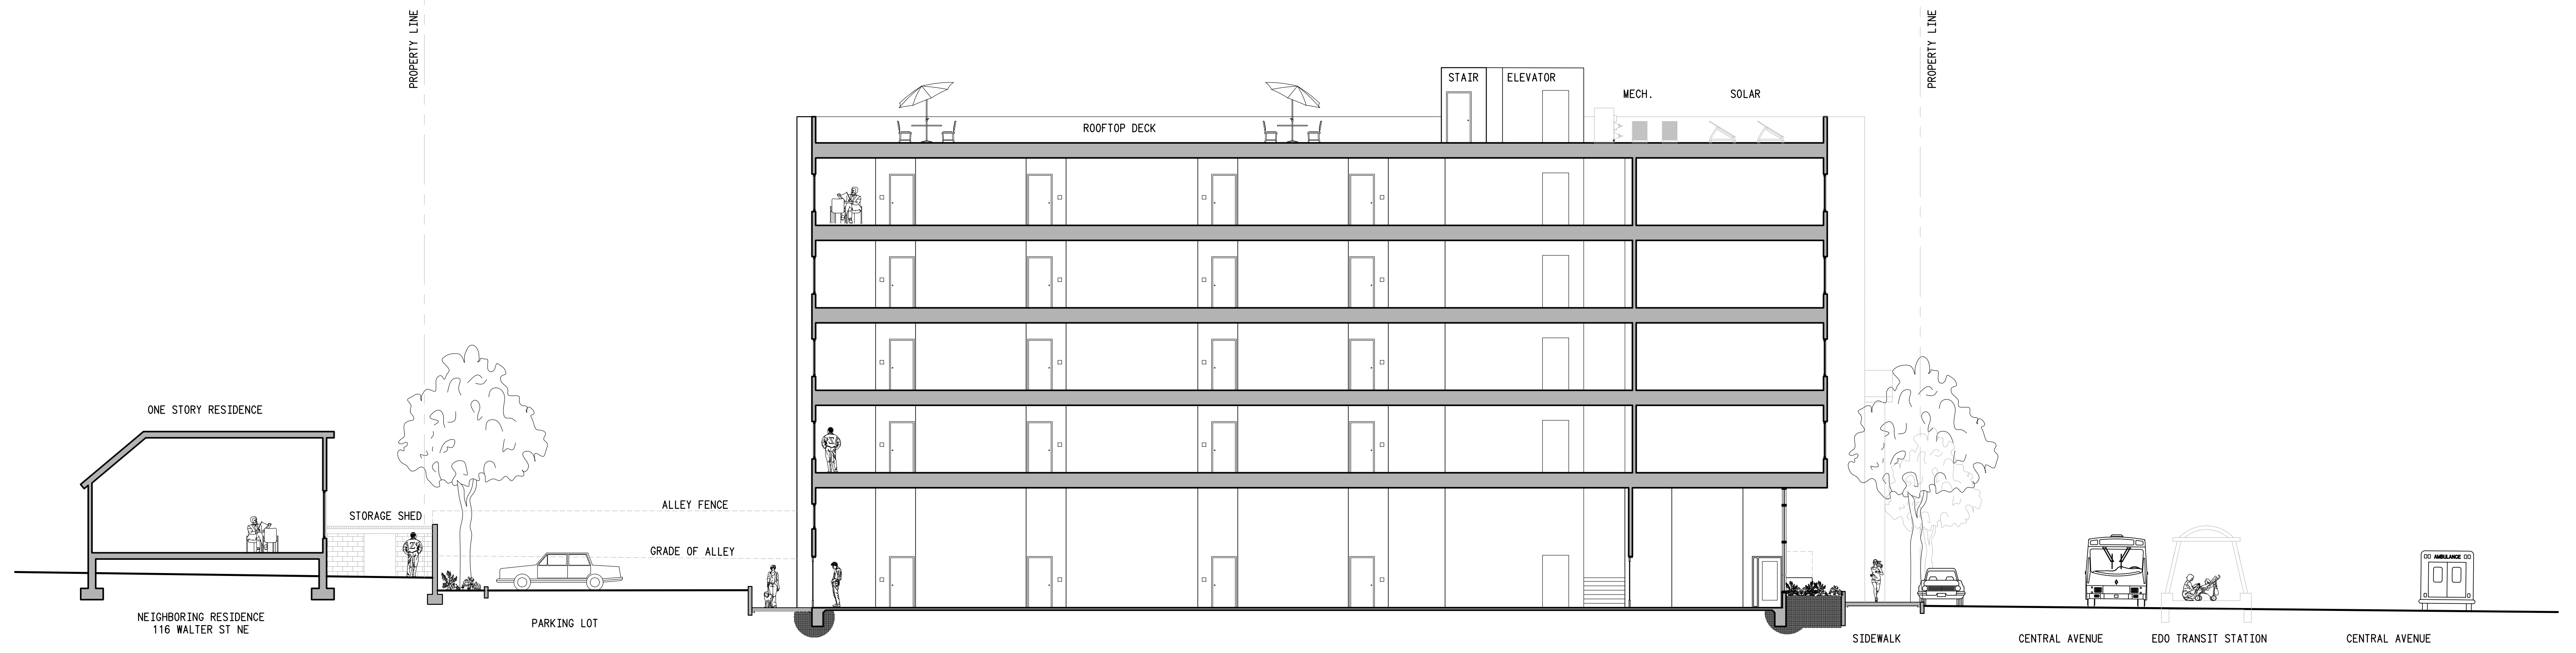 PROPERTY LINE
PROPERTY LINE
STAIR
ELEVATOR
MECH.
SOLAR
ROOFTOP DECK
ONE STORY RESIDENCE
STORAGE SHED
ALLEY FENCE
GRADE OF ALLEY
AMBULANCE
NEIGHBORING RESIDENCE
116 WALTER ST NE
PARKING LOT
SIDEWALK
CENTRAL AVENUE
EDO TRANSIT STATION
CENTRAL AVENUE